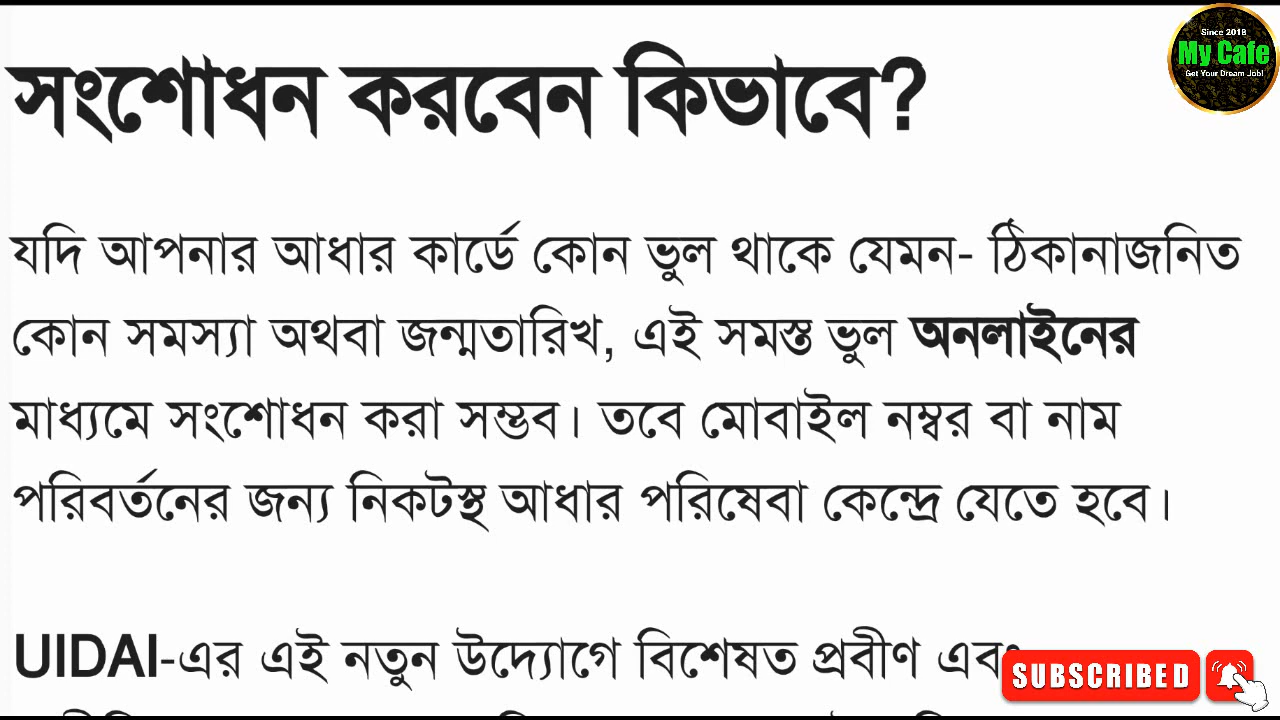 Since 2018
My Cafe
Get Your Dream Job!
সংশোধন করবেন কিভাবে?
যদি আপনার আধার কার্ডে কোন ভুল থাকে যেমন- ঠিকানাজনিত
কোন সমস্যা অথবা জন্মতারিখ, এই সমস্ত ভুল অনলাইনের
মাধ্যমে সংশোধন করা সম্ভব। তবে মোবাইল নম্বর বা নাম
পরিবর্তনের জন্য নিকটস্থ আধার পরিষেবা কেন্দ্রে যেতে হবে।
UIDAI-এর এই নতুন উদ্যোগে বিশেষত প্রবীণ এবং
SUBSCRIBED